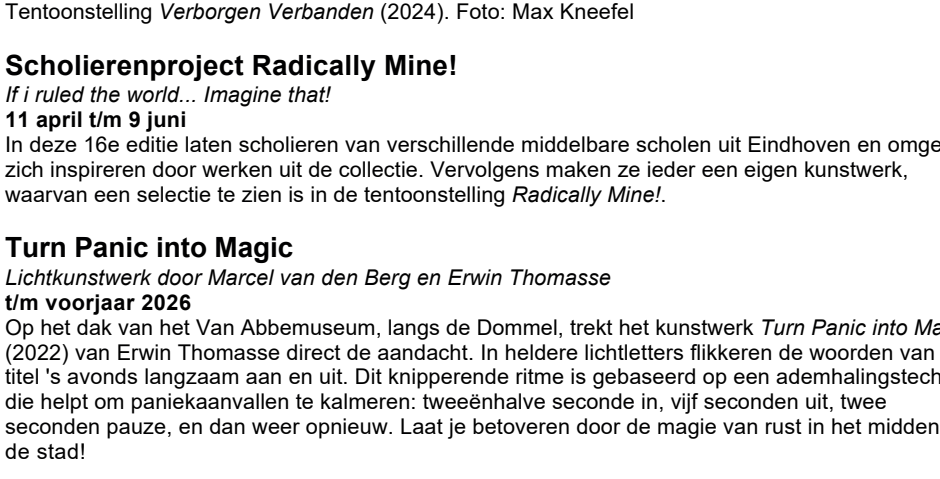 Tentoonstelling Verborgen Verbanden (2024). Foto: Max Kneefel
Scholierenproject Radically Mine!
If i ruled the world... Imagine that!
11 april t/m 9 juni
In deze 16e editie laten scholieren van verschillende middelbare scholen uit Eindhoven en omge
zich inspireren door werken uit de collectie. Vervolgens maken ze ieder een eigen kunstwerk,
waarvan een selectie te zien is in de tentoonstelling Radically Mine!.
Turn Panic into Magic
Lichtkunstwerk door Marcel van den Berg en Erwin Thomasse
t/m voorjaar 2026
Op het dak van het Van Abbemuseum, langs de Dommel, trekt het kunstwerk Turn Panic into Ma
(2022) van Erwin Thomasse direct de aandacht. In heldere lichtletters flikkeren de woorden van
titel 's avonds langzaam aan en uit. Dit knipperende ritme is gebaseerd op een ademhalingstech
die helpt om paniekaanvallen te kalmeren: tweeënhalve seconde in, vijf seconden uit, twee
seconden pauze, en dan weer opnieuw. Laat je betoveren door de magie van rust in het midden
de stad!